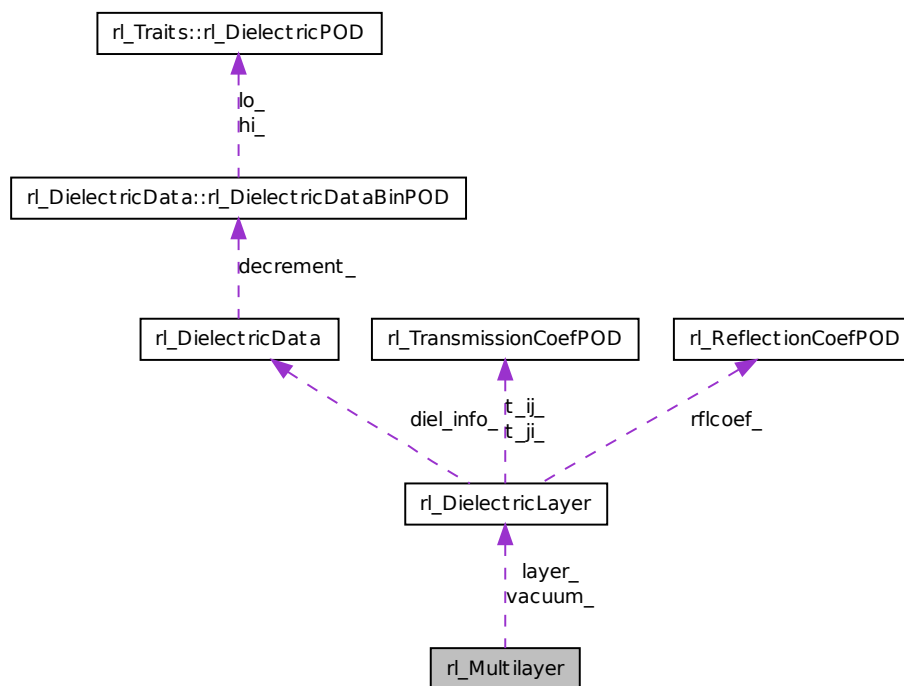 rl_Traits::rl_DielectricPOD
lo_
hi_
rl_DielectricData::rl_DielectricDataBinPOD
decrement_
rl_DielectricData
rl_TransmissionCoefPOD
rl_ReflectionCoefPOD
diel_info_
t_ij_
t_ji_
rflcoef_
rl_DielectricLayer
layer_
vacuum_
rl_Multilayer